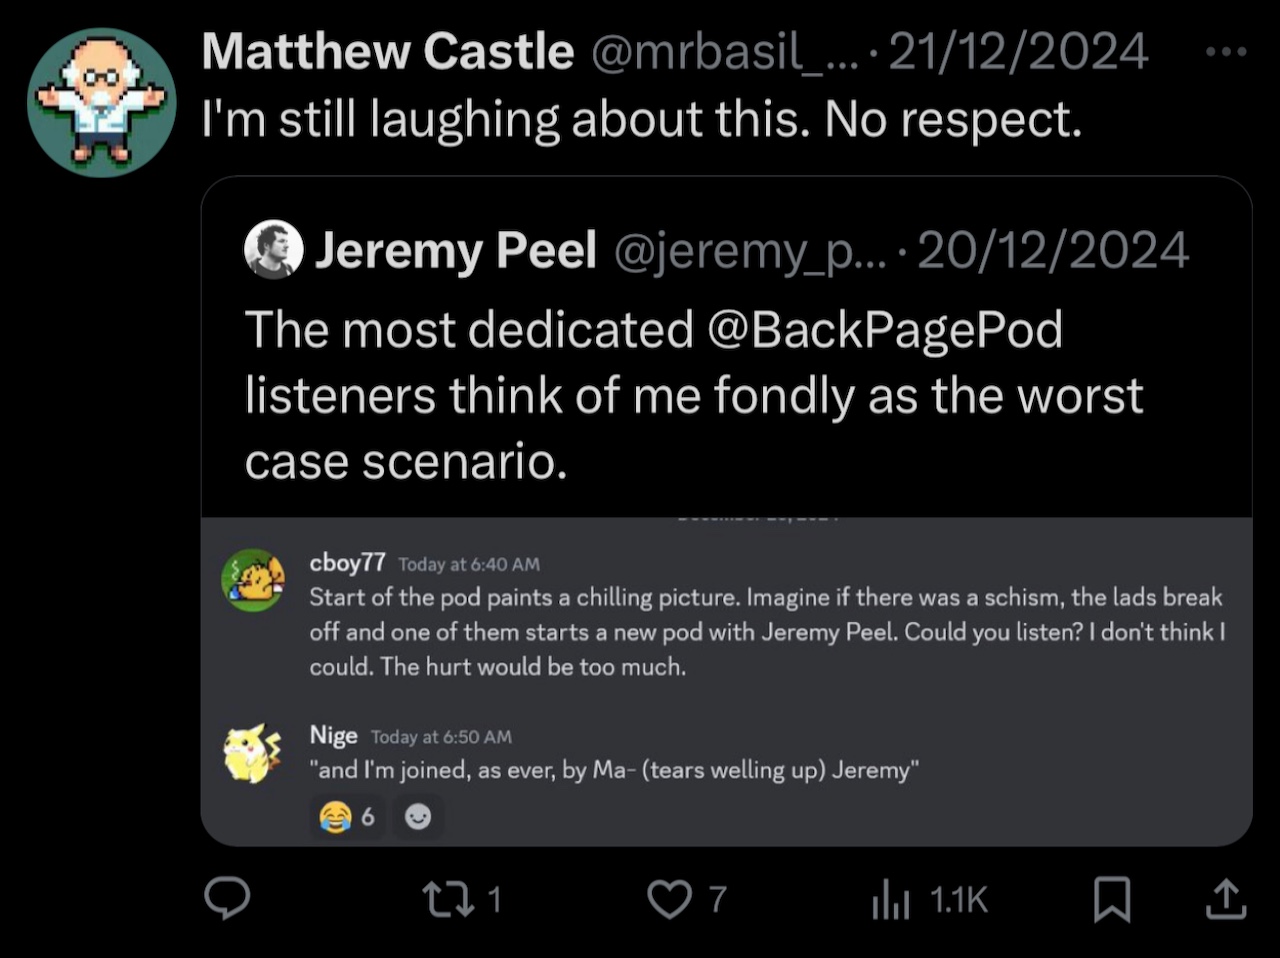 Matthew Castle @mrbasil_... · 21/12/2024
I'm still laughing about this. No respect.
Jeremy Peel @jeremy_p... · 20/12/2024
The most dedicated @BackPagePod
listeners think of me fondly as the worst
case scenario.
cboy77 Today at 6:40 AM
Start of the pod paints a chilling picture. Imagine if there was a schism, the lads break
off and one of them starts a new pod with Jeremy Peel. Could you listen? I don't think I
could. The hurt would be too much.
Nige Today at 6:50 AM
"and I'm joined, as ever, by Ma- (tears welling up) Jeremy"
😂 6
1 7 1.1K